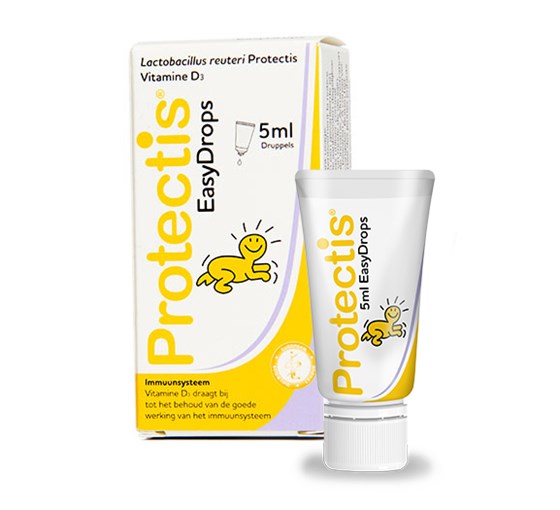 Lactobacillus reuteri Protectis
Vitamine D3
Protectis®
EasyDrops
5ml
Druppels
Immuunsysteem
Vitamine D3 draagt bij
tot het behoud van de goede
werking van het immuunsysteem
Protectis®
5ml EasyDrops